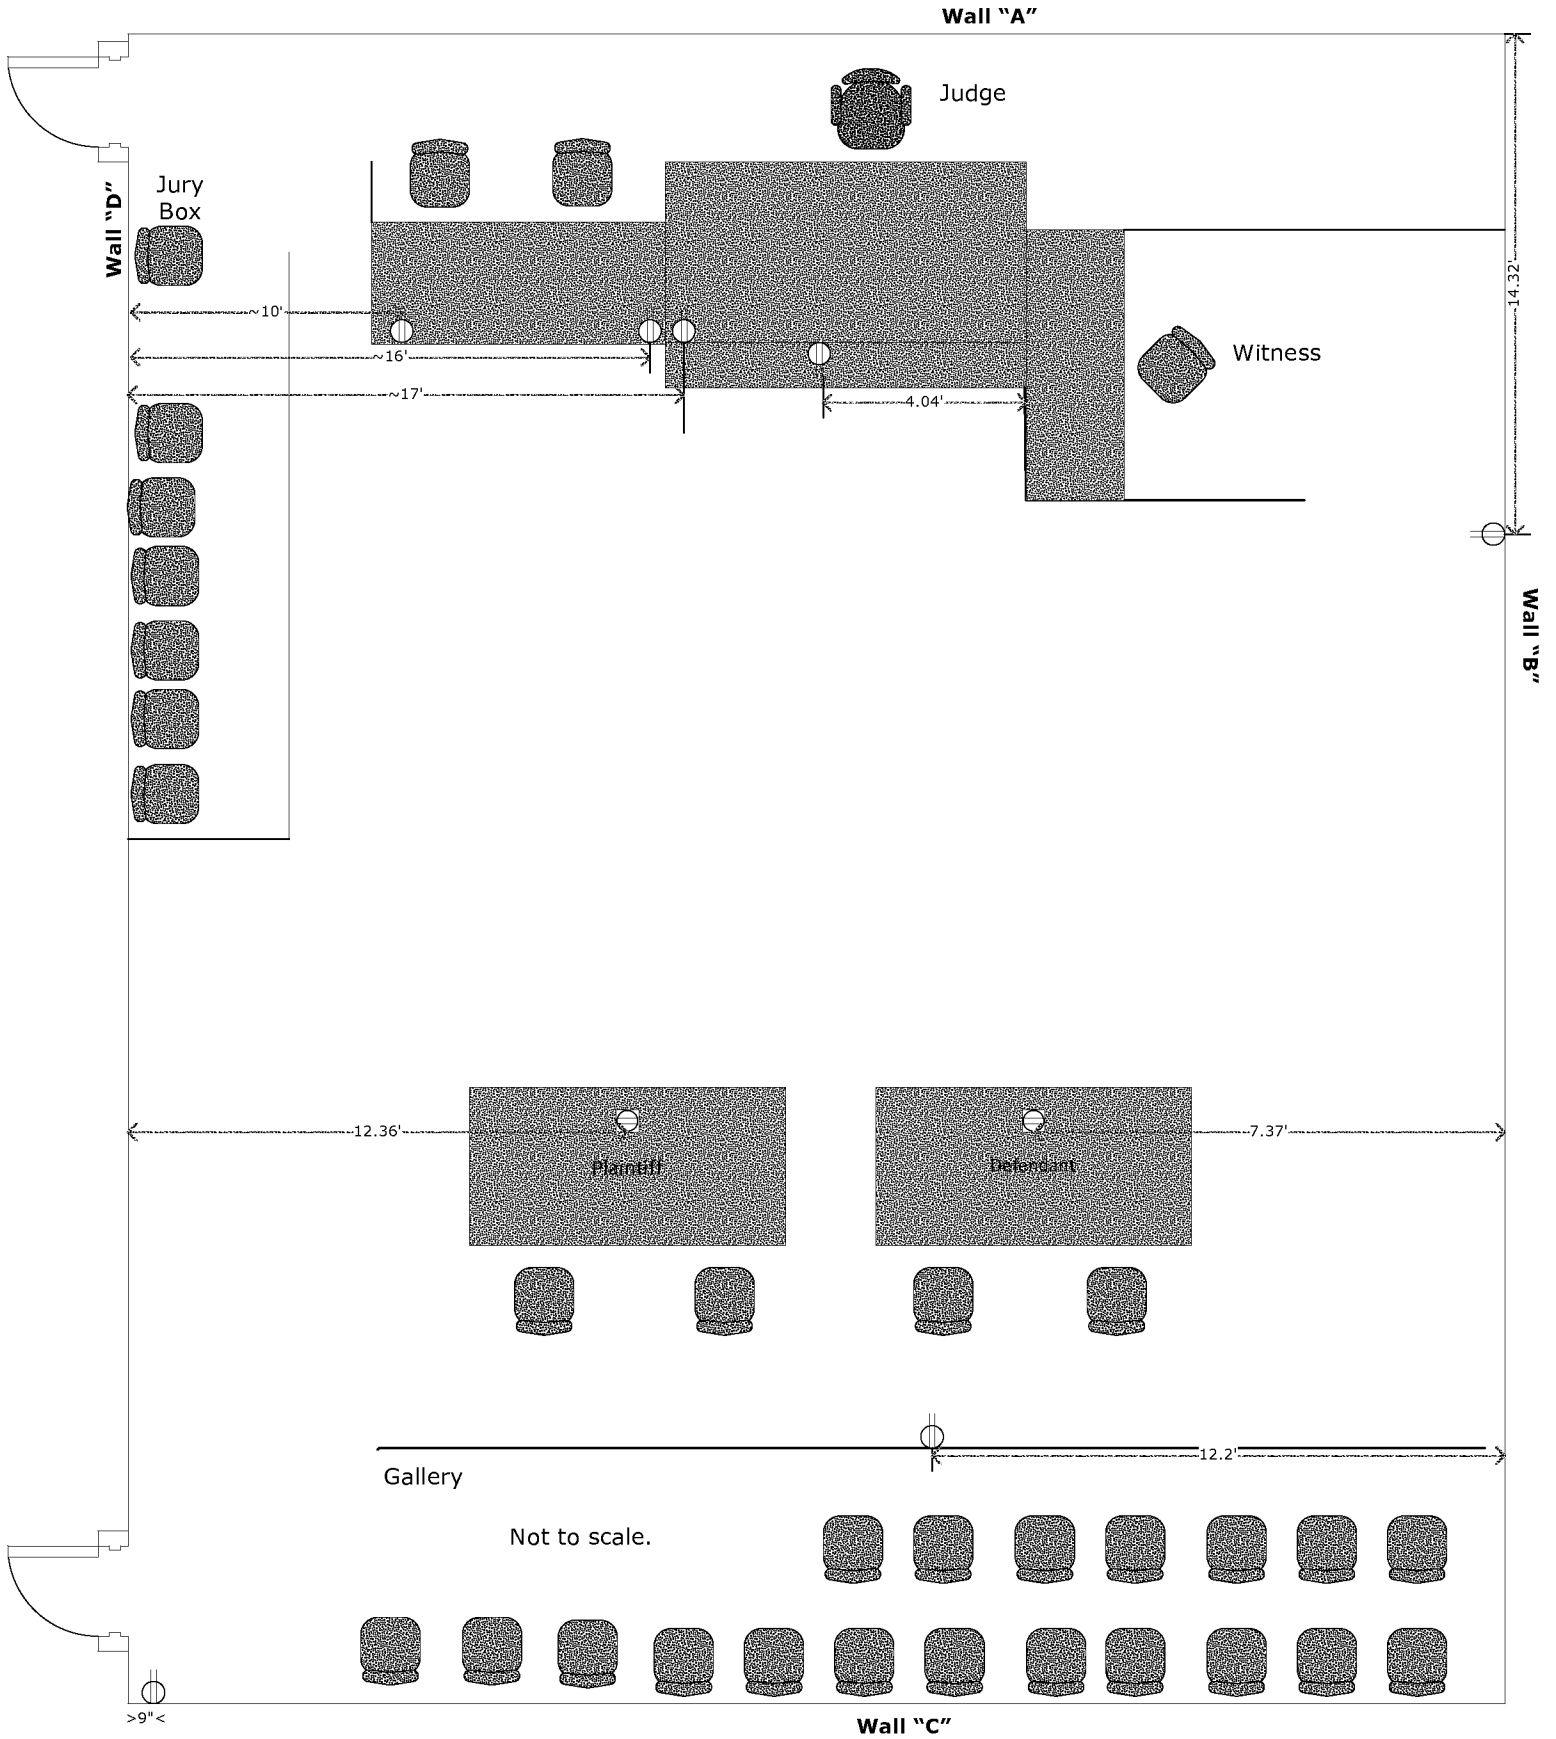 Wall “A”
Judge
Jury
Box
Wall “D”
14.32'
~10'
Witness
~16'
~17'
4.04'
Wall “B”
12.36'
7.37'
Plaintiff
Defendant
12.2'
Gallery
Not to scale.
>9"<
Wall “C”